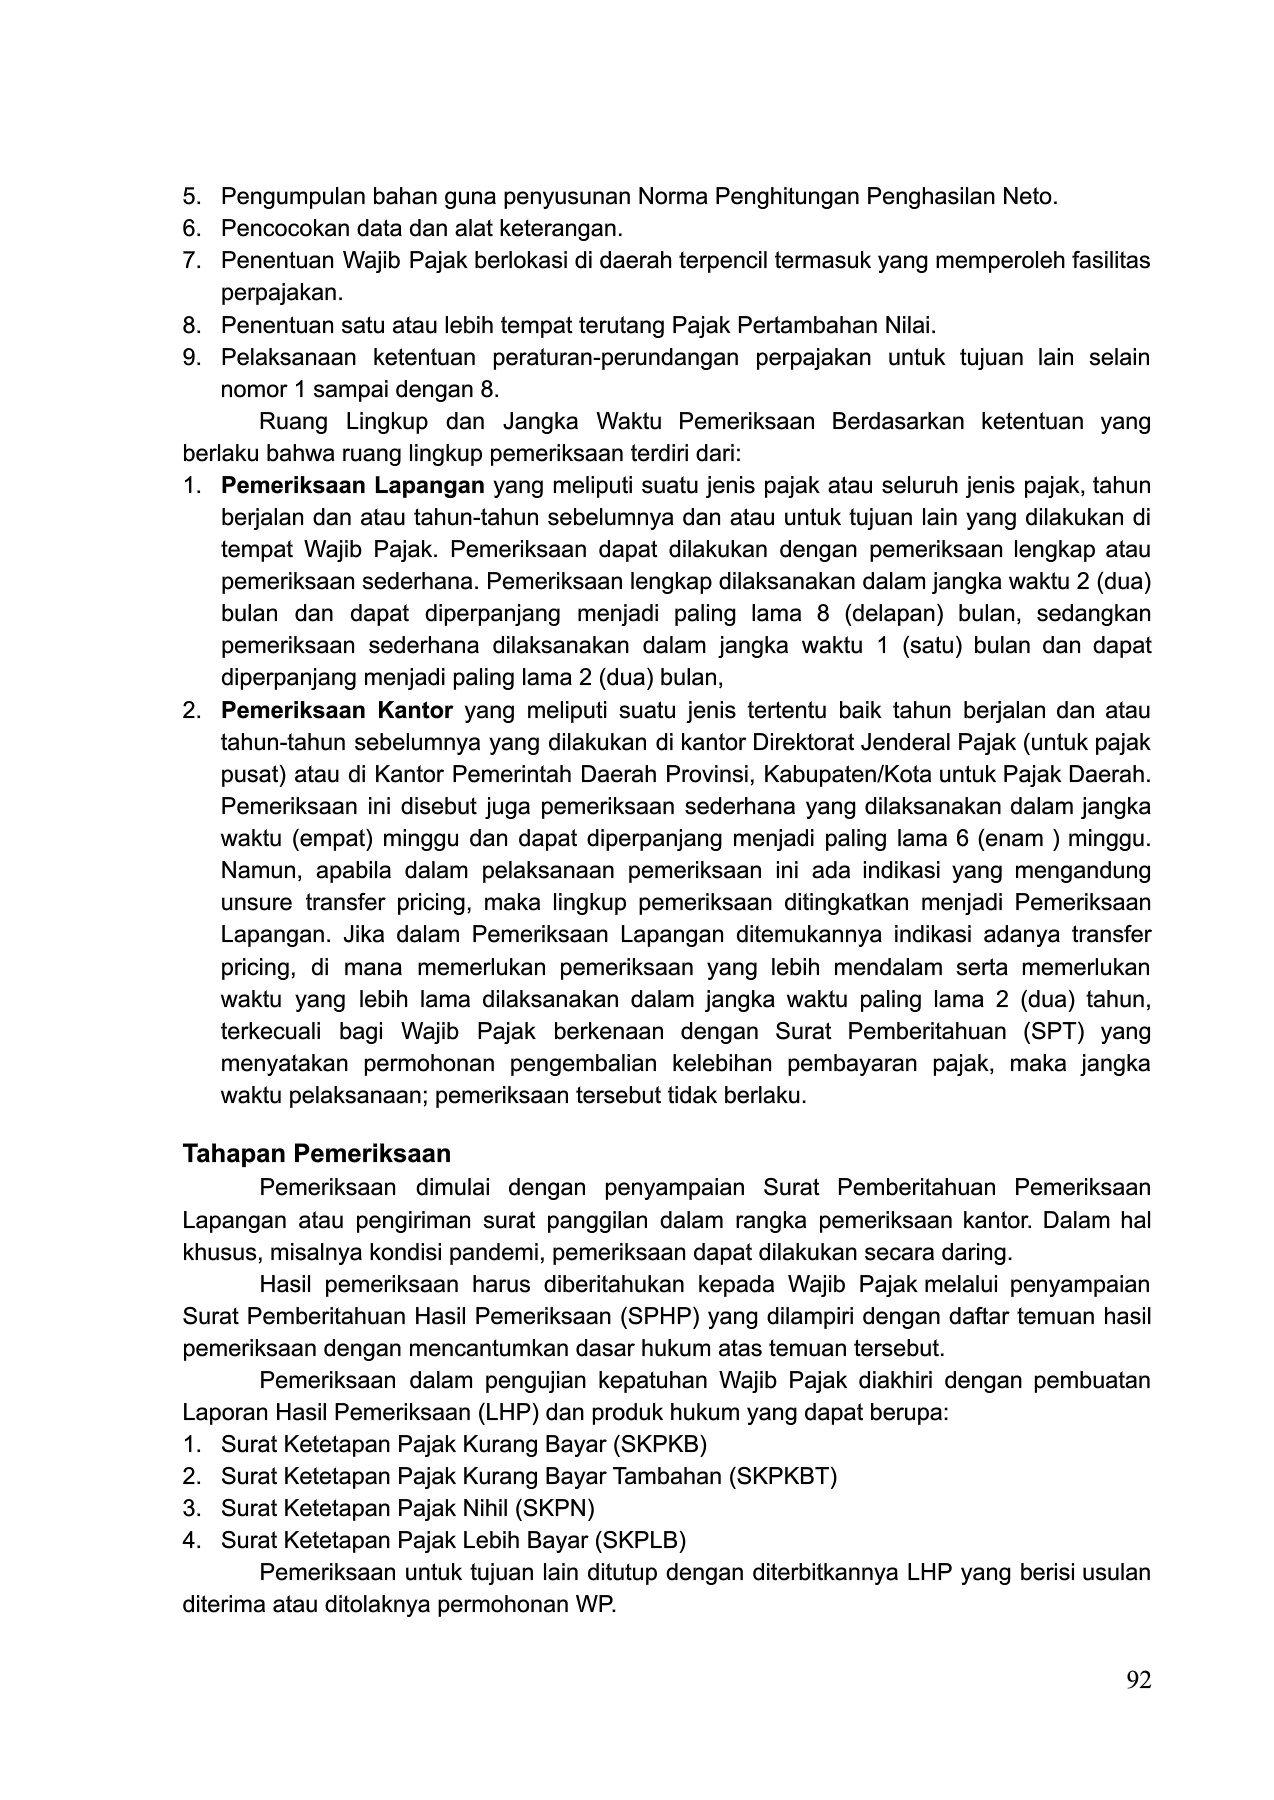 5. Pengumpulan bahan guna penyusunan Norma Penghitungan Penghasilan Neto.
6. Pencocokan data dan alat keterangan.
7. Penentuan Wajib Pajak berlokasi di daerah terpencil termasuk yang memperoleh fasilitas
perpajakan.
8. Penentuan satu atau lebih tempat terutang Pajak Pertambahan Nilai.
9. Pelaksanaan ketentuan peraturan-perundangan perpajakan untuk tujuan lain selain
nomor 1 sampai dengan 8.
Ruang Lingkup dan Jangka Waktu Pemeriksaan Berdasarkan ketentuan yang
berlaku bahwa ruang lingkup pemeriksaan terdiri dari:
1. Pemeriksaan Lapangan yang meliputi suatu jenis pajak atau seluruh jenis pajak, tahun
berjalan dan atau tahun-tahun sebelumnya dan atau untuk tujuan lain yang dilakukan di
tempat Wajib Pajak. Pemeriksaan dapat dilakukan dengan pemeriksaan lengkap atau
pemeriksaan sederhana. Pemeriksaan lengkap dilaksanakan dalam jangka waktu 2 (dua)
bulan dan dapat diperpanjang menjadi paling lama 8 (delapan) bulan, sedangkan
pemeriksaan sederhana dilaksanakan dalam jangka waktu 1 (satu) bulan dan dapat
diperpanjang menjadi paling lama 2 (dua) bulan,
2. Pemeriksaan Kantor yang meliputi suatu jenis tertentu baik tahun berjalan dan atau
tahun-tahun sebelumnya yang dilakukan di kantor Direktorat Jenderal Pajak (untuk pajak
pusat) atau di Kantor Pemerintah Daerah Provinsi, Kabupaten/Kota untuk Pajak Daerah.
Pemeriksaan ini disebut juga pemeriksaan sederhana yang dilaksanakan dalam jangka
waktu (empat) minggu dan dapat diperpanjang menjadi paling lama 6 (enam ) minggu.
Namun, apabila dalam pelaksanaan pemeriksaan ini ada indikasi yang mengandung
unsure transfer pricing, maka lingkup pemeriksaan ditingkatkan menjadi Pemeriksaan
Lapangan. Jika dalam Pemeriksaan Lapangan ditemukannya indikasi adanya transfer
pricing, di mana memerlukan pemeriksaan yang lebih mendalam serta memerlukan
waktu yang lebih lama dilaksanakan dalam jangka waktu paling lama 2 (dua) tahun,
terkecuali bagi Wajib Pajak berkenaan dengan Surat Pemberitahuan (SPT) yang
menyatakan permohonan pengembalian kelebihan pembayaran pajak, maka jangka
waktu pelaksanaan; pemeriksaan tersebut tidak berlaku.
Tahapan Pemeriksaan
Pemeriksaan dimulai dengan penyampaian Surat Pemberitahuan Pemeriksaan
Lapangan atau pengiriman surat panggilan dalam rangka pemeriksaan kantor. Dalam hal
khusus, misalnya kondisi pandemi, pemeriksaan dapat dilakukan secara daring.
Hasil pemeriksaan harus diberitahukan kepada Wajib Pajak melalui penyampaian
Surat Pemberitahuan Hasil Pemeriksaan (SPHP) yang dilampiri dengan daftar temuan hasil
pemeriksaan dengan mencantumkan dasar hukum atas temuan tersebut.
Pemeriksaan dalam pengujian kepatuhan Wajib Pajak diakhiri dengan pembuatan
Laporan Hasil Pemeriksaan (LHP) dan produk hukum yang dapat berupa:
1. Surat Ketetapan Pajak Kurang Bayar (SKPKB)
2. Surat Ketetapan Pajak Kurang Bayar Tambahan (SKPKBT)
3. Surat Ketetapan Pajak Nihil (SKPN)
4. Surat Ketetapan Pajak Lebih Bayar (SKPLB)
Pemeriksaan untuk tujuan lain ditutup dengan diterbitkannya LHP yang berisi usulan
diterima atau ditolaknya permohonan WP.
92